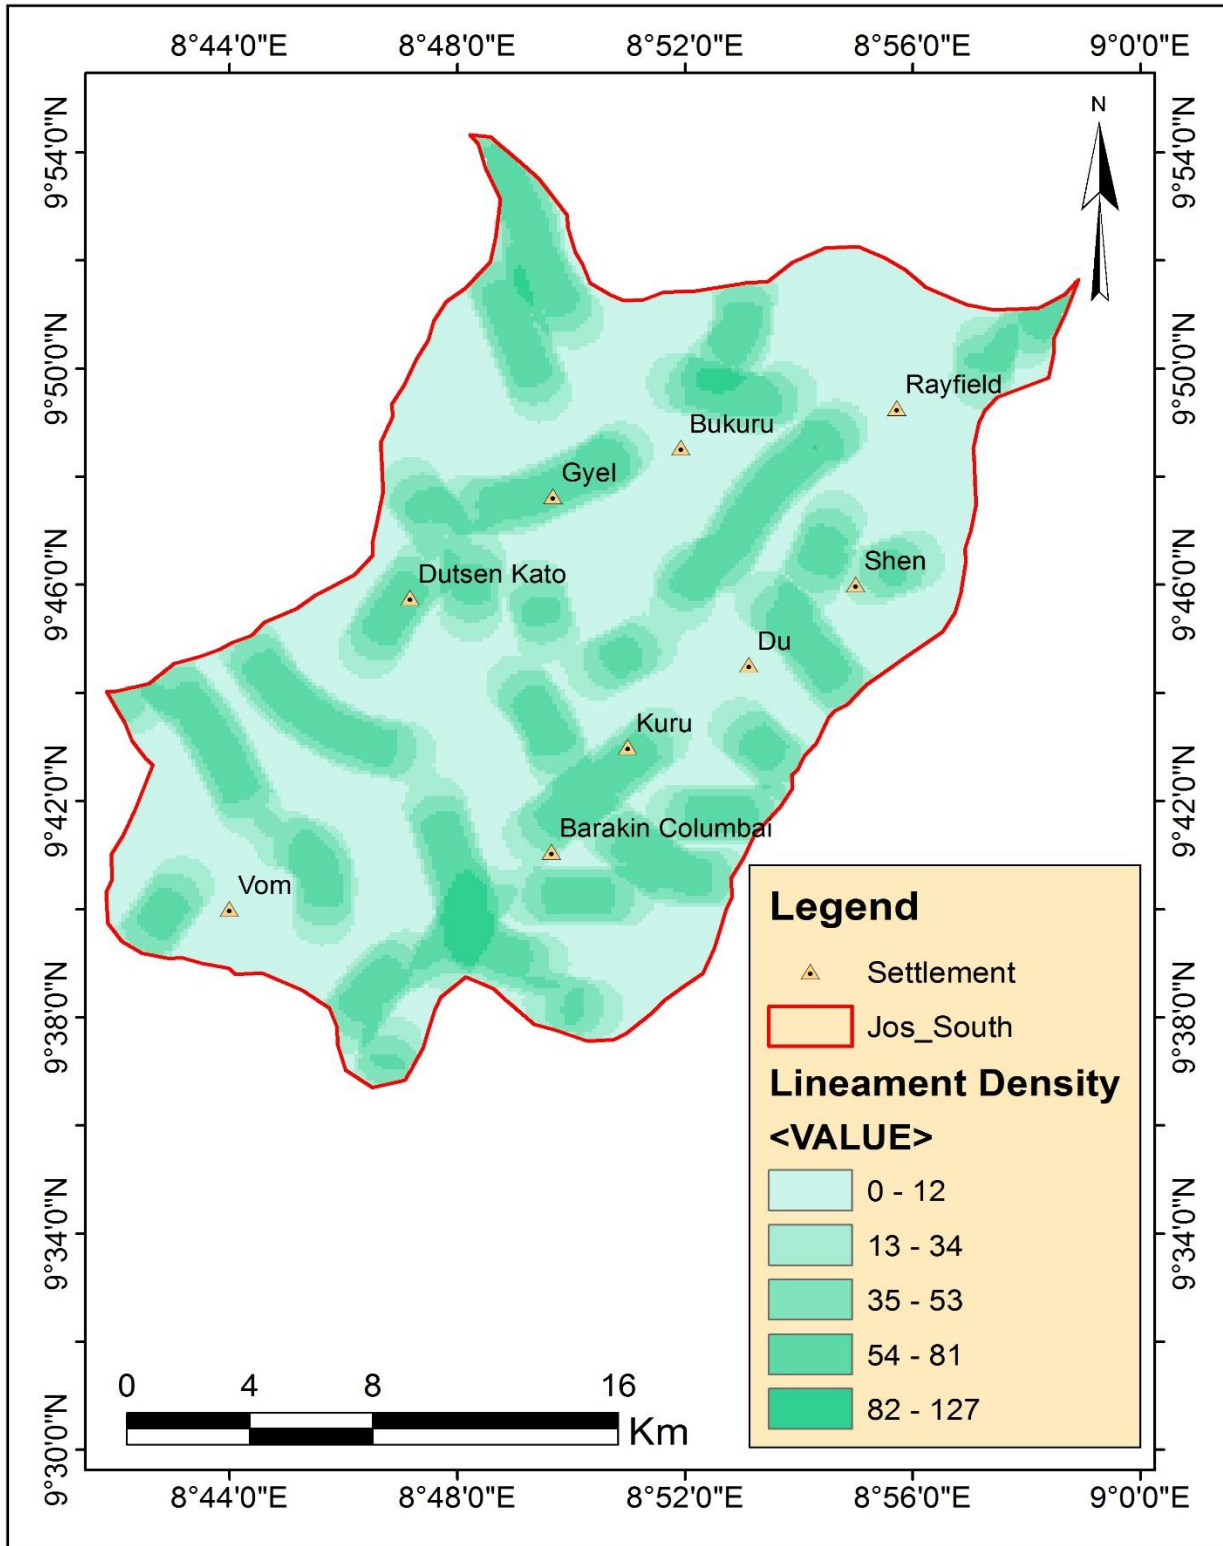 8°44'0"E 8°48'0"E 8°52'0"E 8°56'0"E 9°0'0"E
N
9°54'0"N 9°54'0"N
9°50'0"N 9°50'0"N
Rayfield
Bukuru
Gyel
9°46'0"N 9°46'0"N
Dutsen Kato
Shen
Du
Kuru
9°42'0"N 9°42'0"N
Barakin Columbai
Vom
9°38'0"N 9°38'0"N
Legend
Settlement
Jos_South
Lineament Density
<VALUE>
0 - 12
13 - 34
35 - 53
54 - 81
82 - 127
9°34'0"N 9°34'0"N
0 4 8 16
Km
9°30'0"N 9°30'0"N
8°44'0"E 8°48'0"E 8°52'0"E 8°56'0"E 9°0'0"E